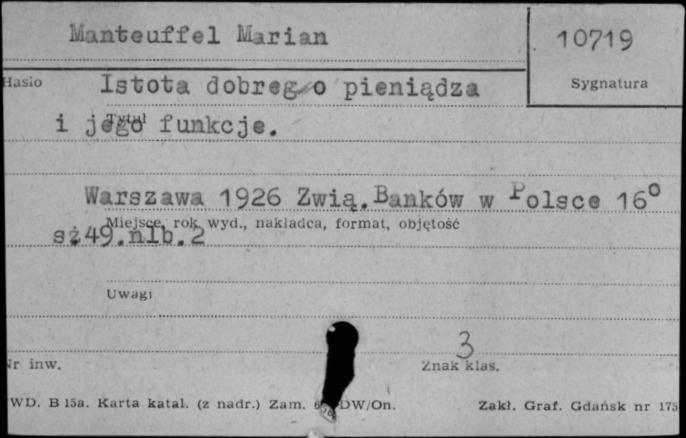 Manteuffel Marian
10719
Hasło
Istota dobrego pieniądza
Sygnatura
Tytuł
i jego funkcje.
Warszawa 1926 Zwią.Banków w Polsce 16°
Miejsce, rok wyd., nakładca, format, objętość
sż49.nlb.2
Uwagi
3
Nr inw.
Znak klas.
WD. B 15a. Karta katal. (z nadr.) Zam. DW/On.
Zakł. Graf. Gdańsk nr 175